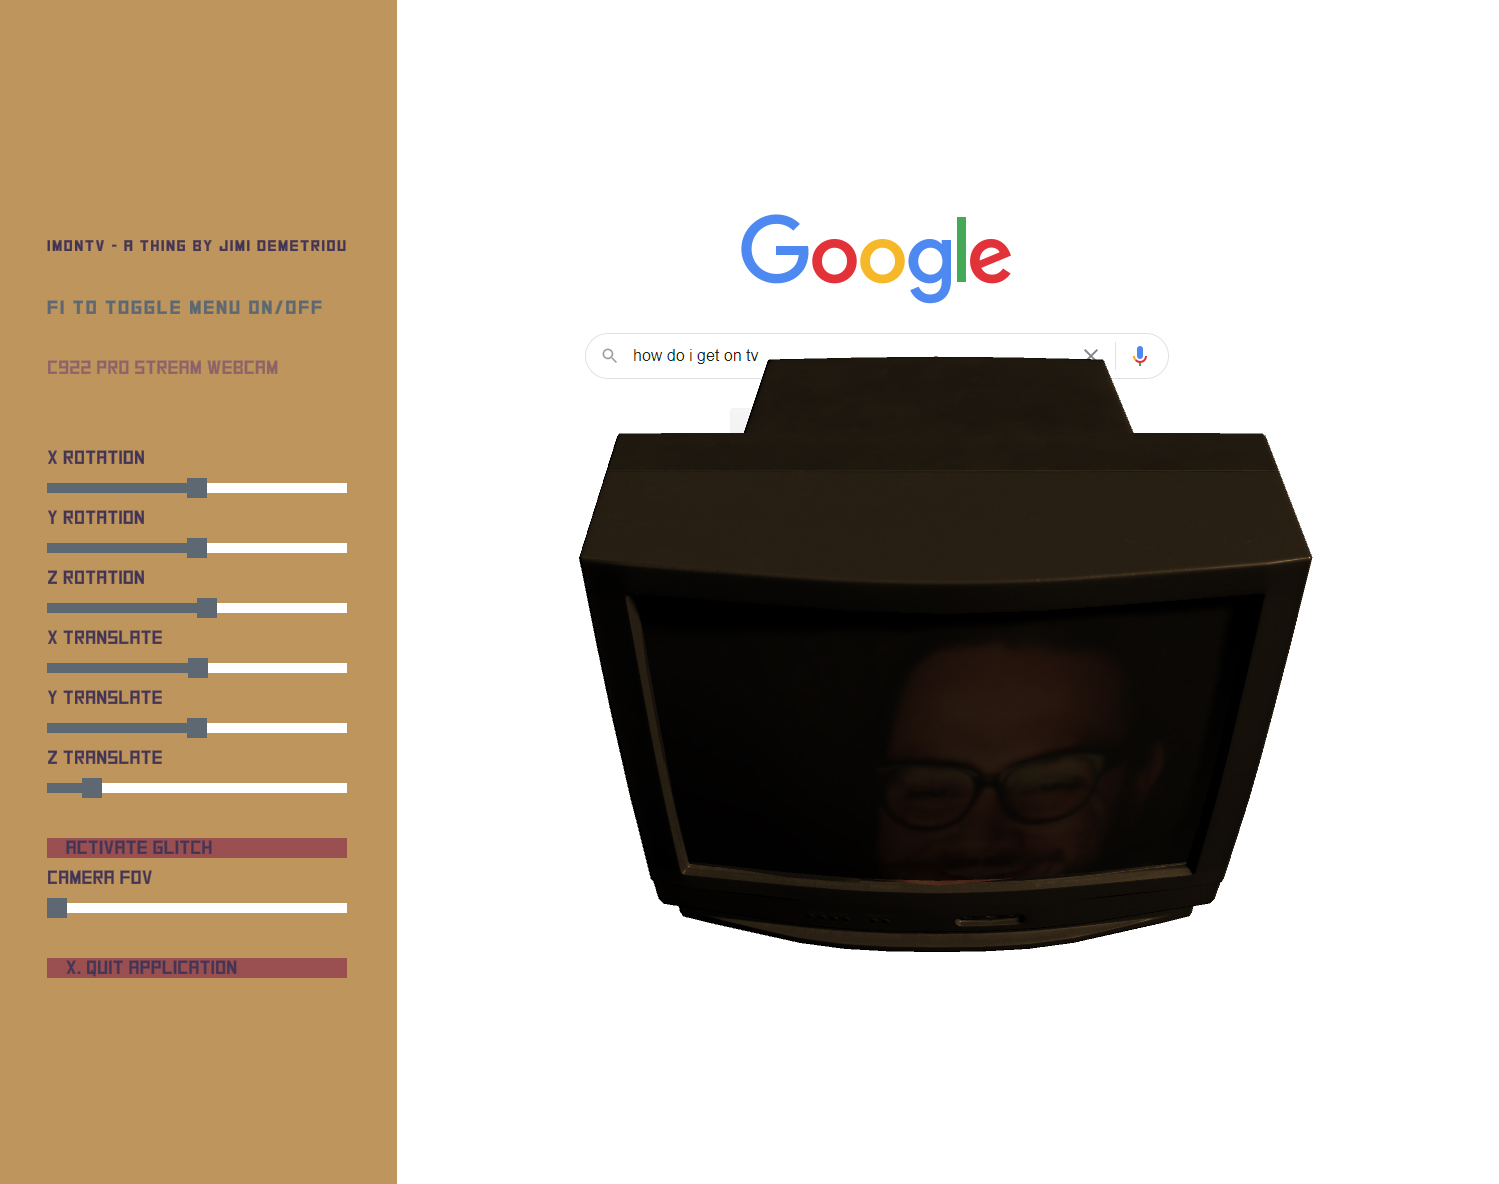 IMONTV - A THING BY JIMI DEMETRIOU
F1 TO TOGGLE MENU ON/OFF
C922 PRO STREAM WEBCAM
X ROTATION
Y ROTATION
Z ROTATION
X TRANSLATE
Y TRANSLATE
Z TRANSLATE
ACTIVATE GLITCH
CAMERA FOV
X. QUIT APPLICATION
Google
how do i get on tv